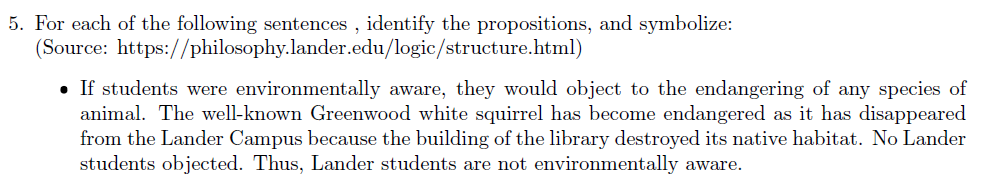 5. For each of the following sentences , identify the propositions, and symbolize:
(Source: https://philosophy.lander.edu/logic/structure.html)
• If students were environmentally aware, they would object to the endangering of any species of
animal. The well-known Greenwood white squirrel has become endangered as it has disappeared
from the Lander Campus because the building of the library destroyed its native habitat. No Lander
students objected. Thus, Lander students are not environmentally aware.